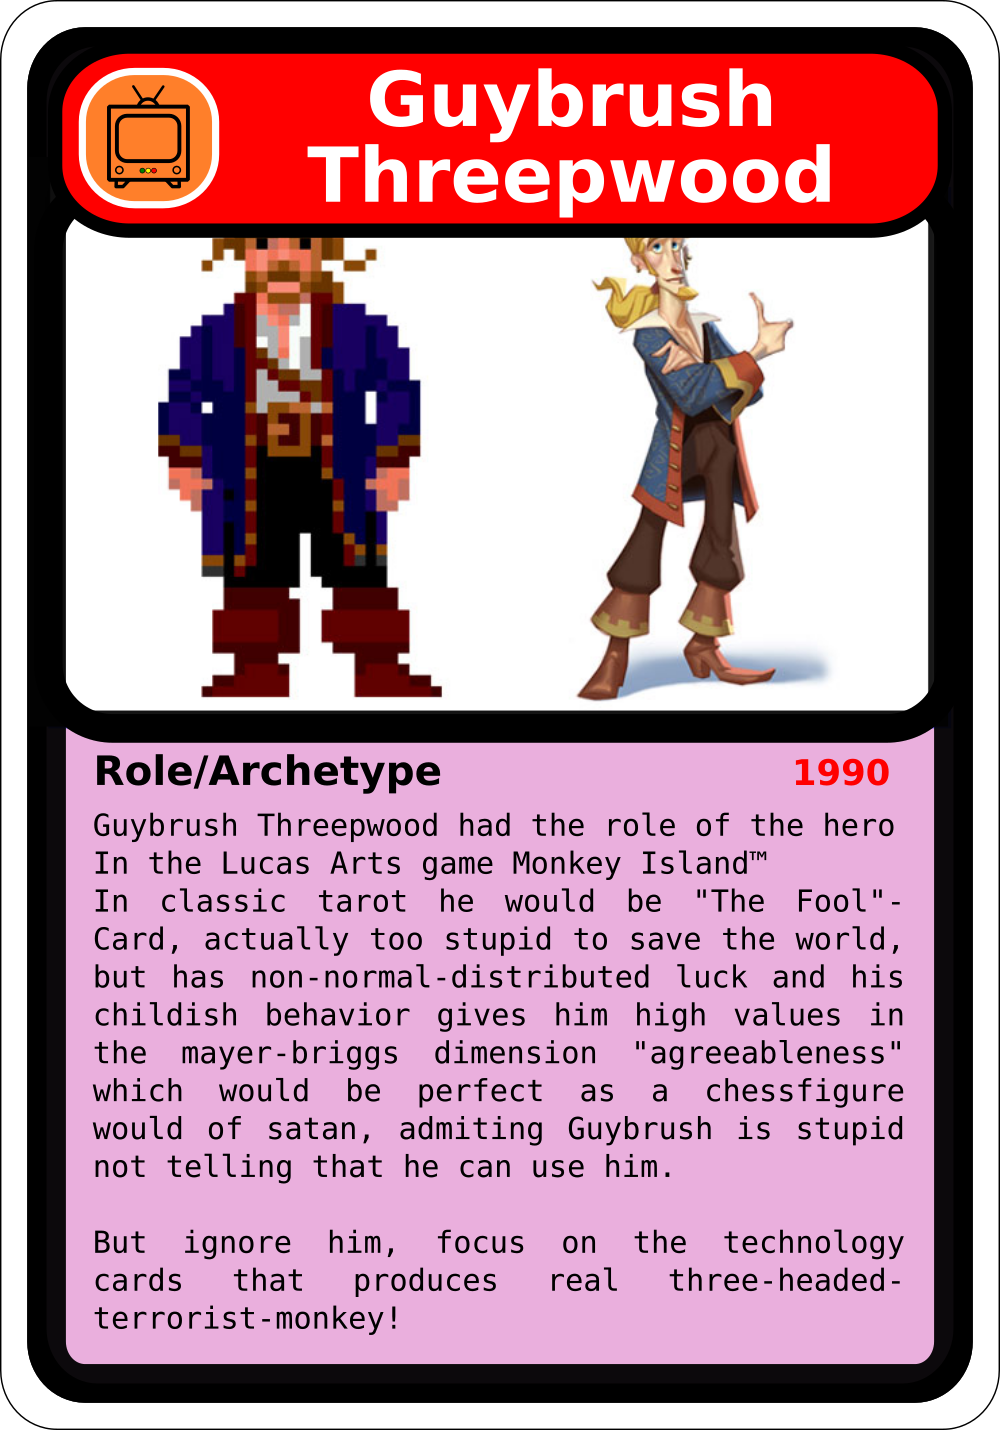 Guybrush
Threepwood
Role/Archetype 1990
Guybrush Threepwood had the role of the hero
In the Lucas Arts game Monkey Island™
In classic tarot he would be "The Fool"-
Card, actually too stupid to save the world,
but has non-normal-distributed luck and his
childish behavior gives him high values in
the mayer-briggs dimension "agreeableness"
which would be perfect as a chessfigure
would of satan, admiting Guybrush is stupid
not telling that he can use him.
But ignore him, focus on the technology
cards that produces real three-headed-
terrorist-monkey!